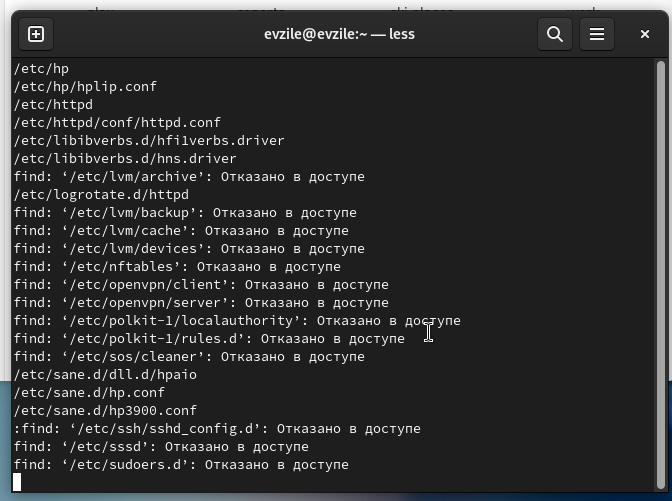 evzile@evzile:~ — less
/etc/hp
/etc/hp/hplip.conf
/etc/httpd
/etc/httpd/conf/httpd.conf
/etc/libibverbs.d/hfi1verbs.driver
/etc/libibverbs.d/hns.driver
find: ‘/etc/lvm/archive’: Отказано в доступе
/etc/logrotate.d/httpd
find: ‘/etc/lvm/backup’: Отказано в доступе
find: ‘/etc/lvm/cache’: Отказано в доступе
find: ‘/etc/lvm/devices’: Отказано в доступе
find: ‘/etc/nftables’: Отказано в доступе
find: ‘/etc/openvpn/client’: Отказано в доступе
find: ‘/etc/openvpn/server’: Отказано в доступе
find: ‘/etc/polkit-1/localauthority’: Отказано в доступе
find: ‘/etc/polkit-1/rules.d’: Отказано в доступе
find: ‘/etc/sos/cleaner’: Отказано в доступе
/etc/sane.d/dll.d/hpaio
/etc/sane.d/hp.conf
/etc/sane.d/hp3900.conf
:find: ‘/etc/ssh/sshd_config.d’: Отказано в доступе
find: ‘/etc/sssd’: Отказано в доступе
find: ‘/etc/sudoers.d’: Отказано в доступе